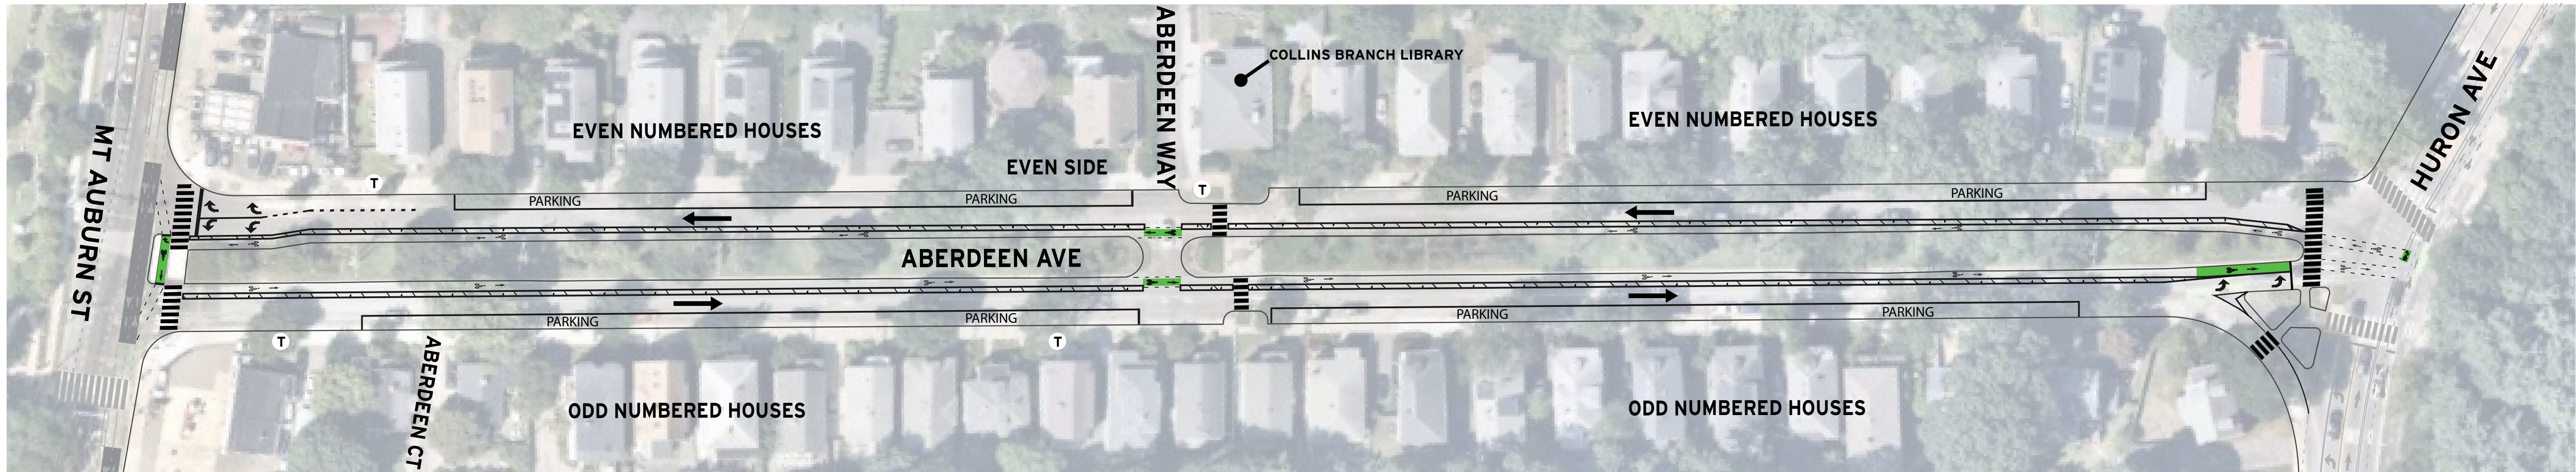 MT AUBURN ST
ABERDEEN WAY
COLLINS BRANCH LIBRARY
HURON AVE
EVEN NUMBERED HOUSES
EVEN NUMBERED HOUSES
EVEN SIDE
T
T
PARKING
PARKING
PARKING
PARKING
ABERDEEN AVE
PARKING
PARKING
PARKING
PARKING
T
T
ABERDEEN CT
ODD NUMBERED HOUSES
ODD NUMBERED HOUSES